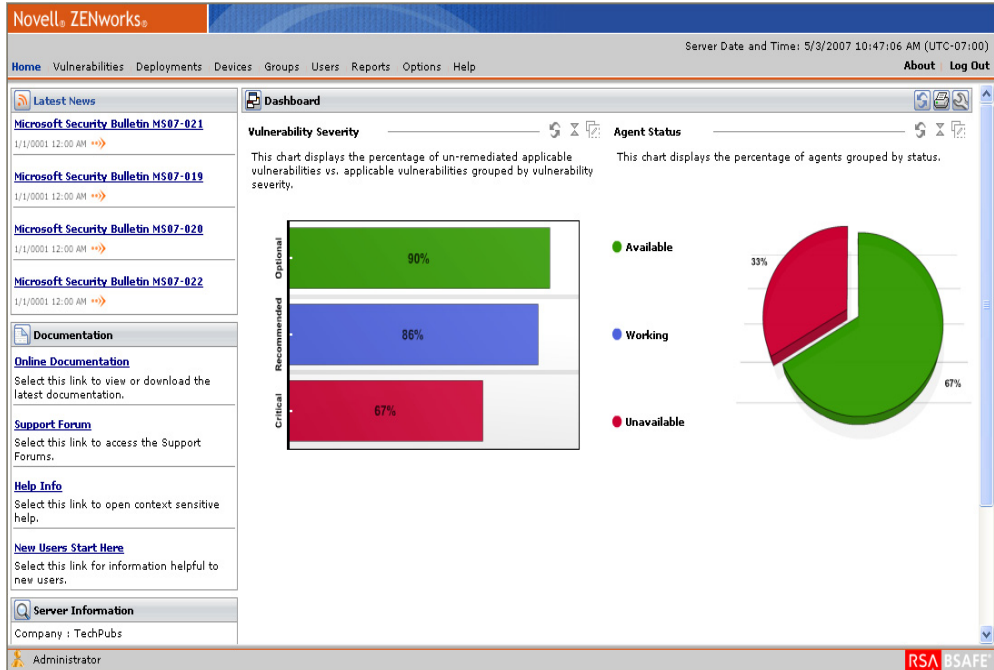 Novell® ZENworks®
Server Date and Time: 5/3/2007 10:47:06 AM (UTC-07:00)
Home Vulnerabilities Deployments Devices Groups Users Reports Options Help
About | Log Out
Latest News
Microsoft Security Bulletin MS07-021
1/1/0001 12:00 AM
Microsoft Security Bulletin MS07-019
1/1/0001 12:00 AM
Microsoft Security Bulletin MS07-020
1/1/0001 12:00 AM
Microsoft Security Bulletin MS07-022
1/1/0001 12:00 AM
Documentation
Online Documentation
Select this link to view or download the
latest documentation.
Support Forum
Select this link to access the Support
Forums.
Help Info
Select this link to open context sensitive
help.
New Users Start Here
Select this link for information helpful to
new users.
Server Information
Company : TechPubs
Dashboard
Vulnerability Severity
This chart displays the percentage of un-remediated applicable
vulnerabilities vs. applicable vulnerabilities grouped by vulnerability
severity.
Optional
90%
Recommended
86%
Critical
67%
Agent Status
This chart displays the percentage of agents grouped by status.
Available
Working
Unavailable
33%
67%
Administrator
RSA BSAFE®